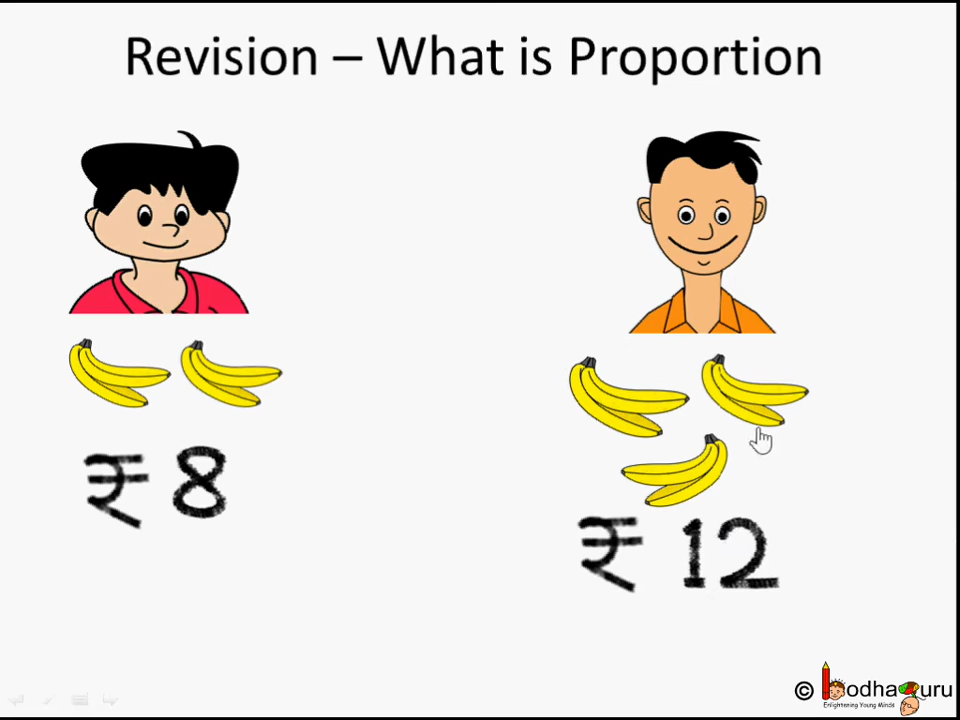 Revision – What is Proportion
₹ 8
₹ 12
© bodhaguru
Enlightening Young Minds